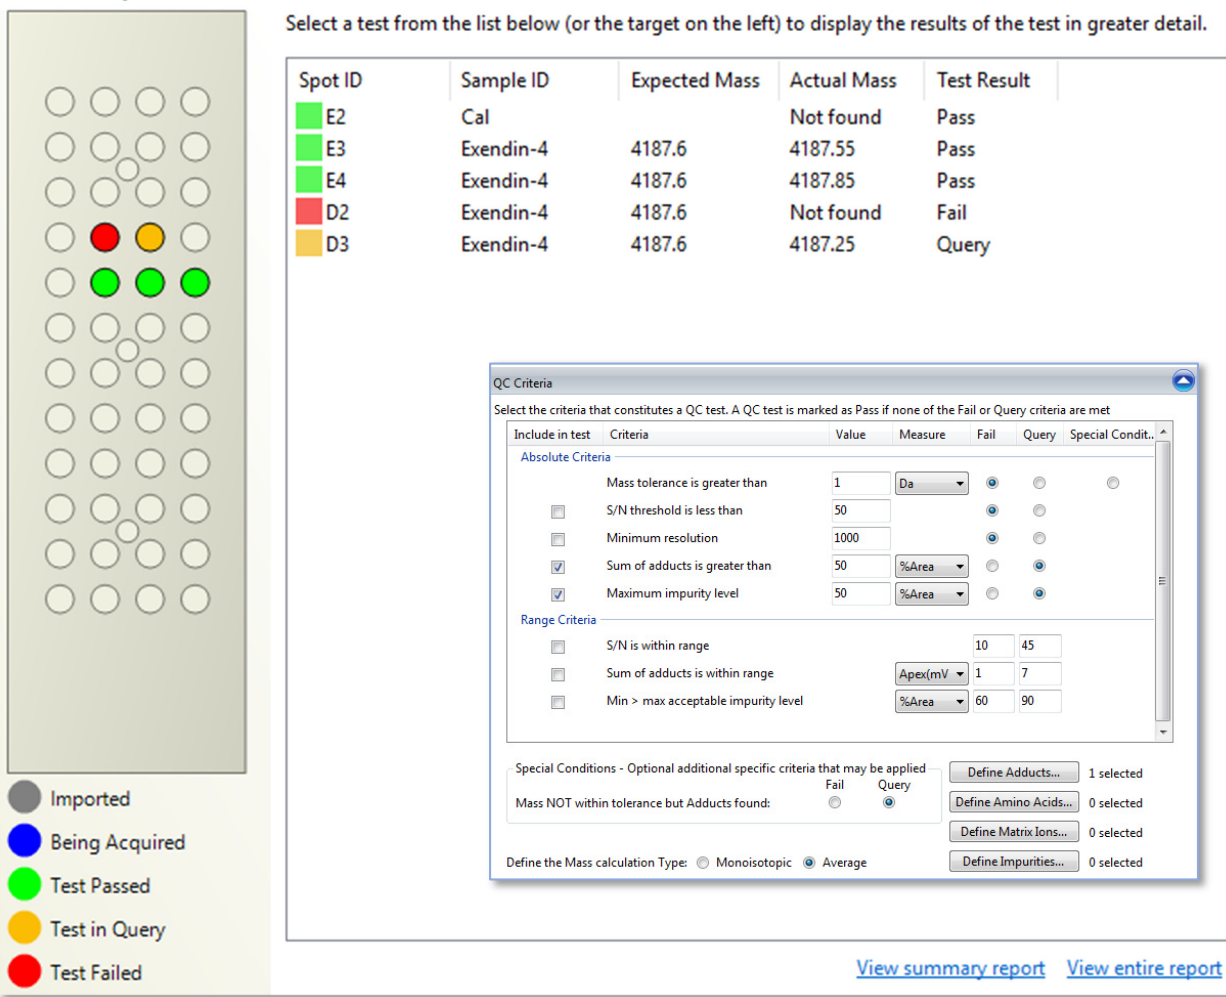 Select a test from the list below (or the target on the left) to display the results of the test in greater detail.
Spot ID Sample ID Expected Mass Actual Mass Test Result
E2 Cal Not found Pass
E3 Exendin-4 4187.6 4187.55 Pass
E4 Exendin-4 4187.6 4187.85 Pass
D2 Exendin-4 4187.6 Not found Fail
D3 Exendin-4 4187.6 4187.25 Query
QC Criteria
Select the criteria that constitutes a QC test. A QC test is marked as Pass if none of the Fail or Query criteria are met
Include in test Criteria Value Measure Fail Query Special Condit..
Absolute Criteria
Mass tolerance is greater than 1 Da
S/N threshold is less than 50
Minimum resolution 1000
Sum of adducts is greater than 50 %Area
Maximum impurity level 50 %Area
Range Criteria
S/N is within range 10 45
Sum of adducts is within range Apex(mV 1 7
Min > max acceptable impurity level %Area 60 90
Special Conditions - Optional additional specific criteria that may be applied
Fail Query
Mass NOT within tolerance but Adducts found:
Define the Mass calculation Type: Monoisotopic Average
Define Adducts... 1 selected
Define Amino Acids... 0 selected
Define Matrix Ions... 0 selected
Define Impurities... 0 selected
Imported
Being Acquired
Test Passed
Test in Query
Test Failed
View summary report View entire report